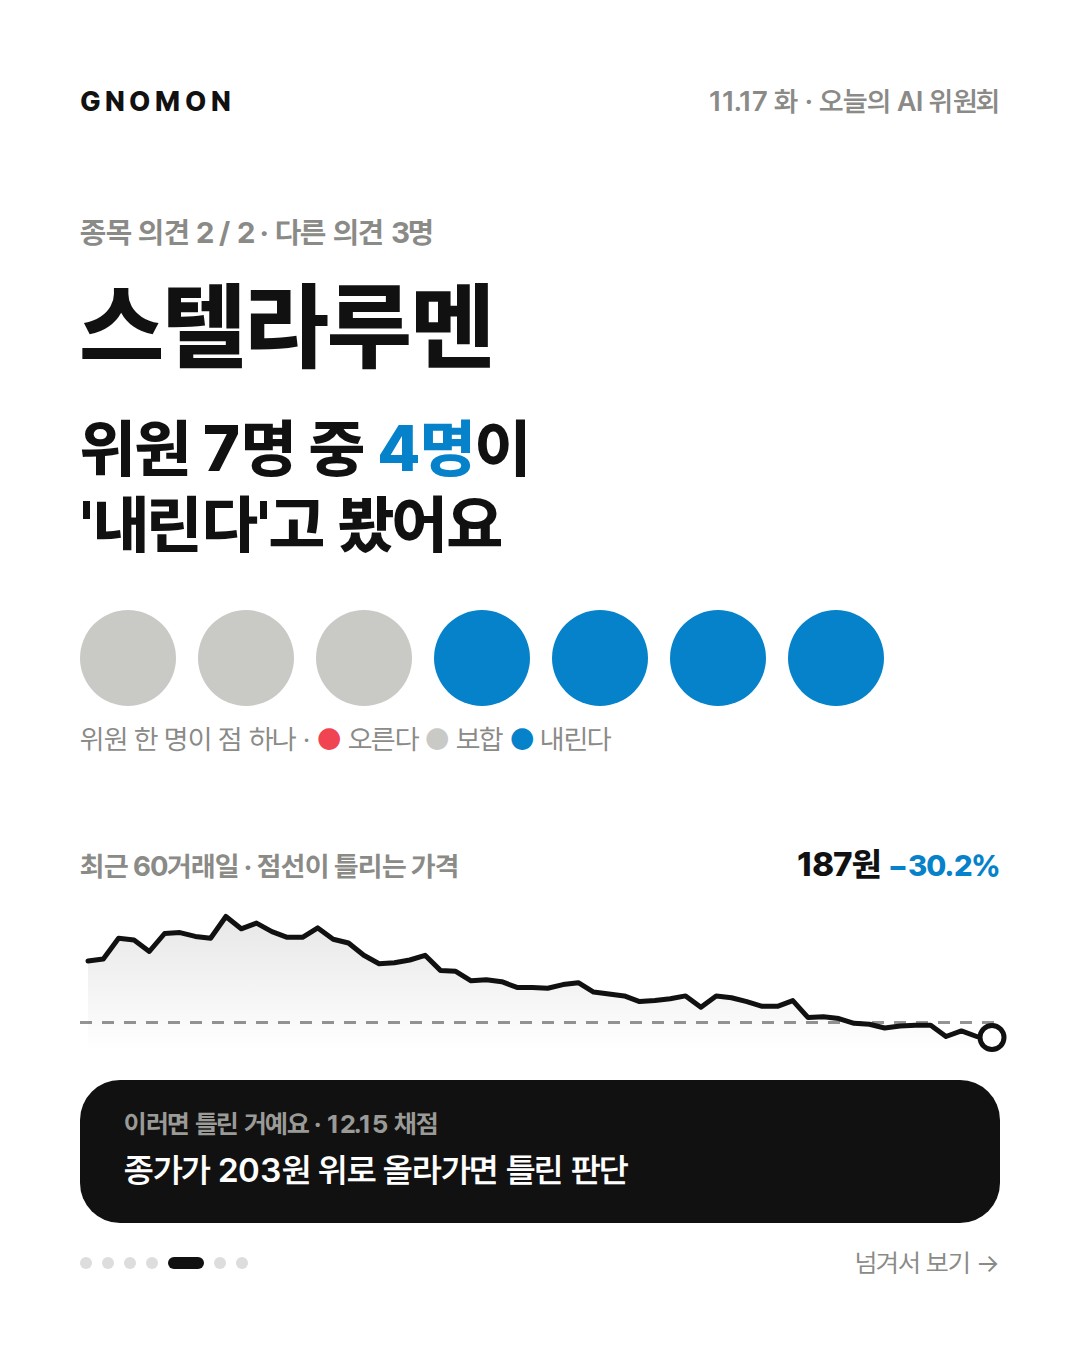 GNOMON
11.17 화 · 오늘의 AI 위원회
종목 의견 2 / 2 · 다른 의견 3명
스텔라루멘
위원 7명 중 4명이
'내린다'고 봤어요
위원 한 명이 점 하나 · 오른다 보합 내린다
최근 60거래일 · 점선이 틀리는 가격
187원 −30.2%
이러면 틀린 거예요 · 12.15 채점
종가가 203원 위로 올라가면 틀린 판단
넘겨서 보기 →